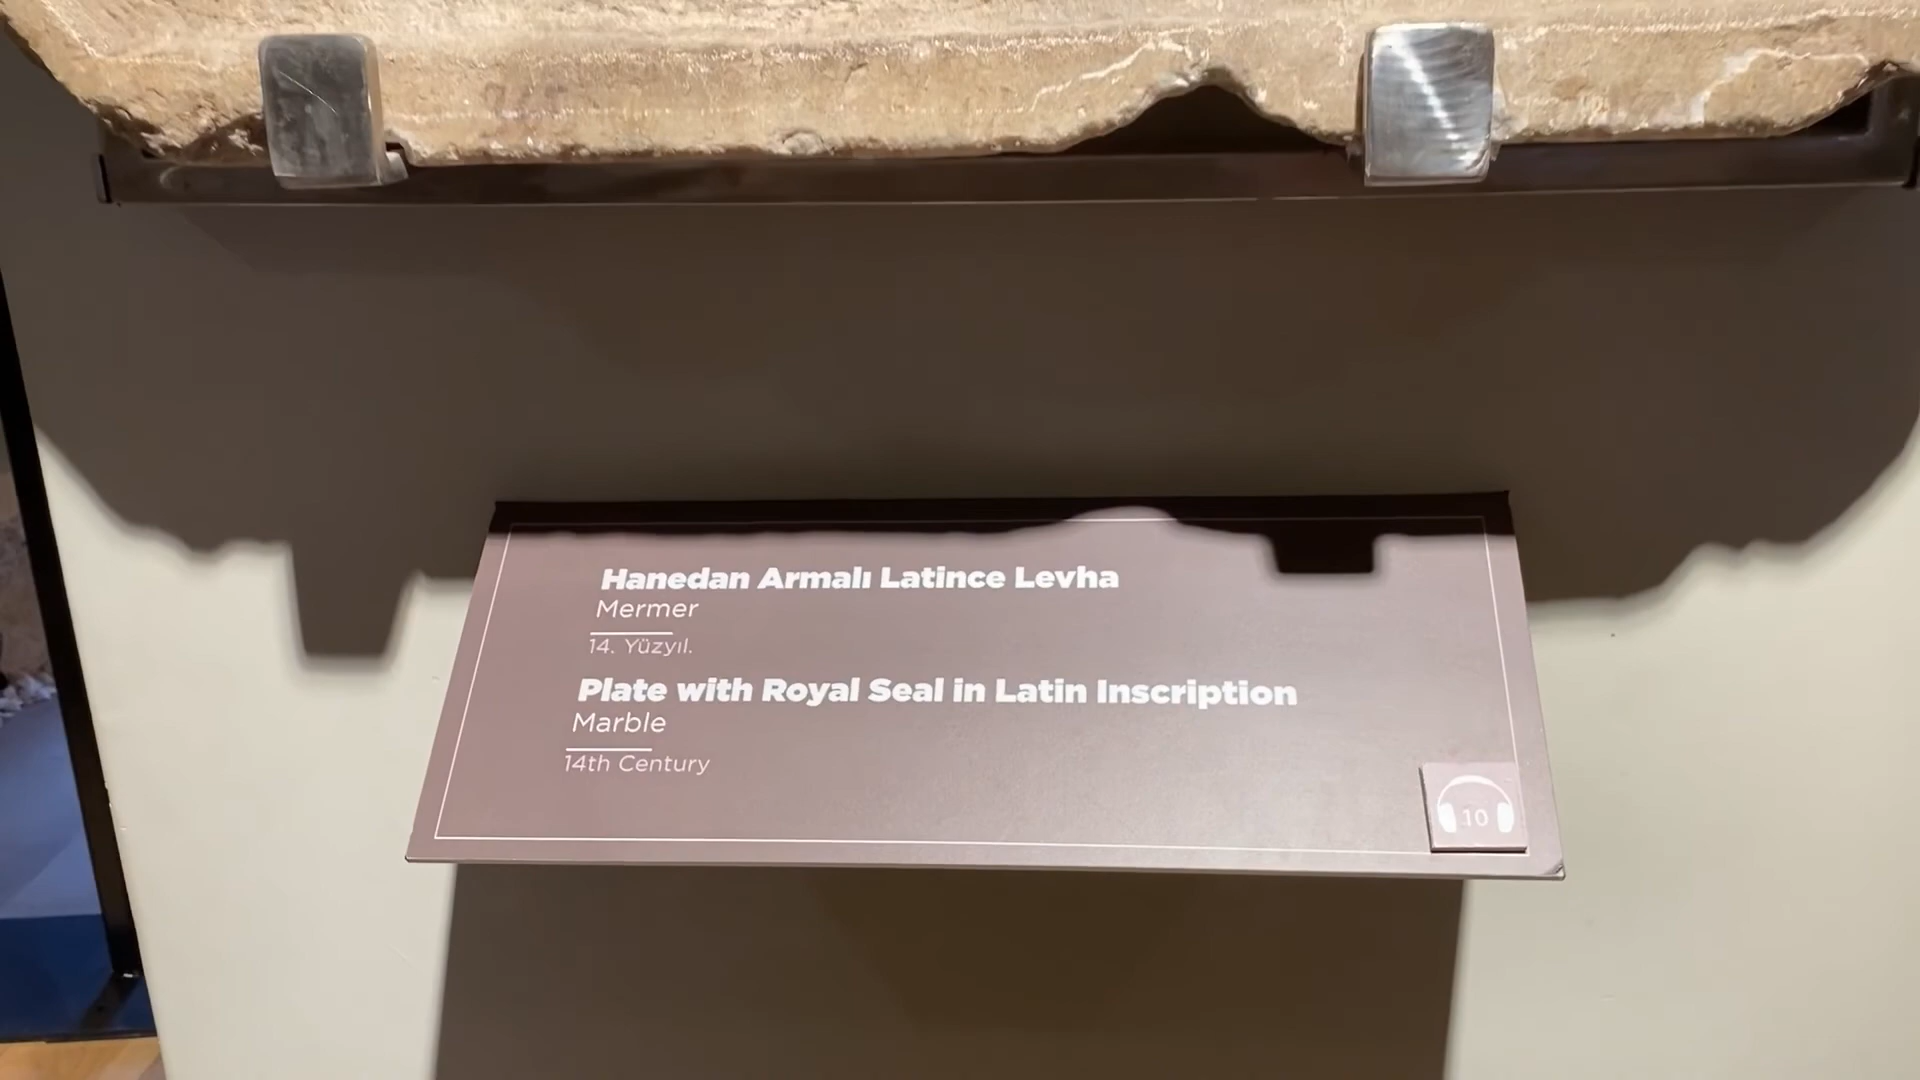 Hanedan Armalı Latince Levha
Mermer
14. Yüzyıl.
Plate with Royal Seal in Latin Inscription
Marble
14th Century
10